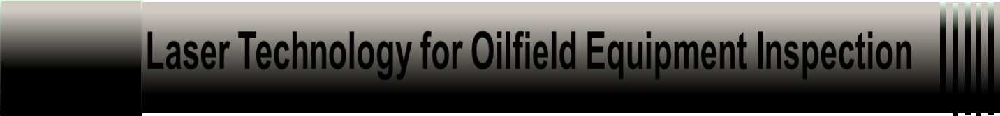 Laser Technology for Oilfield Equipment Inspection